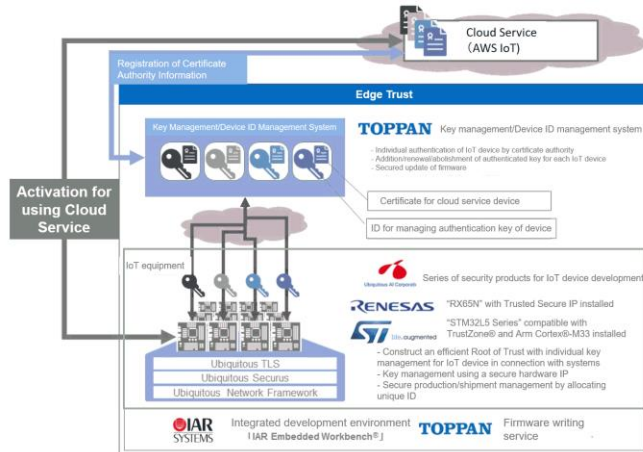 Cloud Service
(AWS IoT)
Registration of Certificate
Authority Information
Edge Trust
Key Management/Device ID Management System
TOPPAN Key management/Device ID management system
- Individual authentication of IoT device by certificate authority
- Addition/renewal/abolishment of authenticated key for each IoT device
- Secured update of firmware
Activation for
using Cloud
Service
Certificate for cloud service device
ID for managing authentication key of device
IoT equipment
Ubiquitous AI Corporation
Series of security products for IoT device development
RENESAS "RX65N" with Trusted Secure IP installed
ST life.augmented
"STM32L5 Series" compatible with
TrustZone® and Arm Cortex®-M33 installed
- Construct an efficient Root of Trust with individual key
management for IoT device in connection with systems
- Key management using a secure hardware IP
- Secure production/shipment management by allocating
unique ID
Ubiquitous TLS
Ubiquitous Securus
Ubiquitous Network Framework
IAR
SYSTEMS
Integrated development environment
「IAR Embedded Workbench®」
TOPPAN
Firmware writing
service